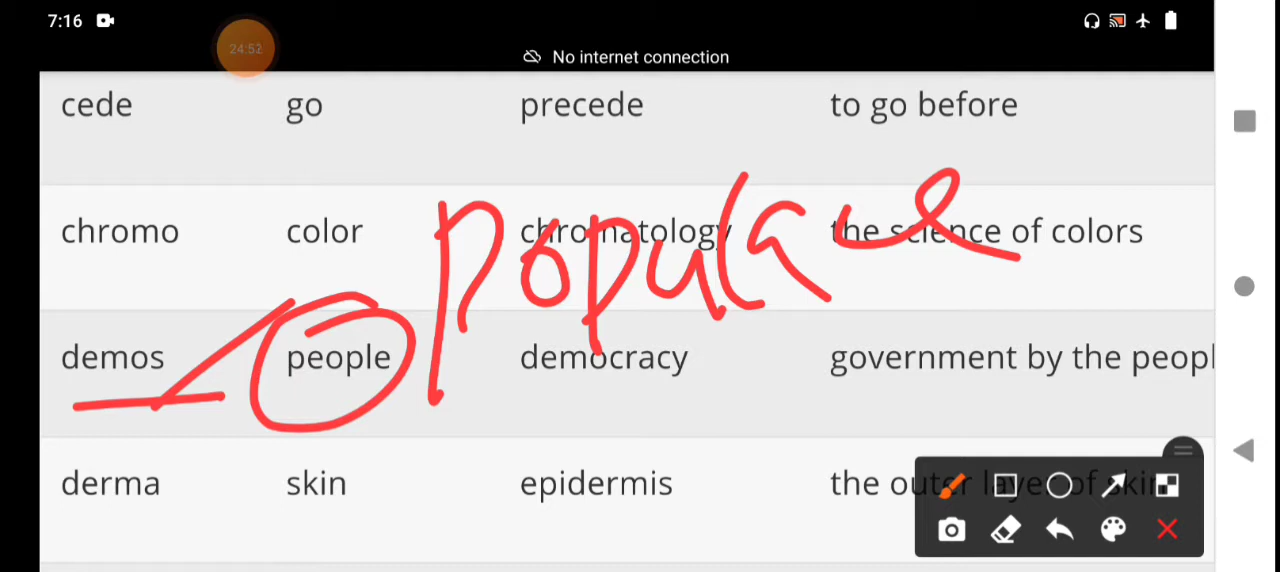 7:16
24:52
No internet connection
cede go precede to go before
populace
chromo color chromatology the science of colors
demos people democracy government by the peopl
derma skin epidermis the outer layer of skin